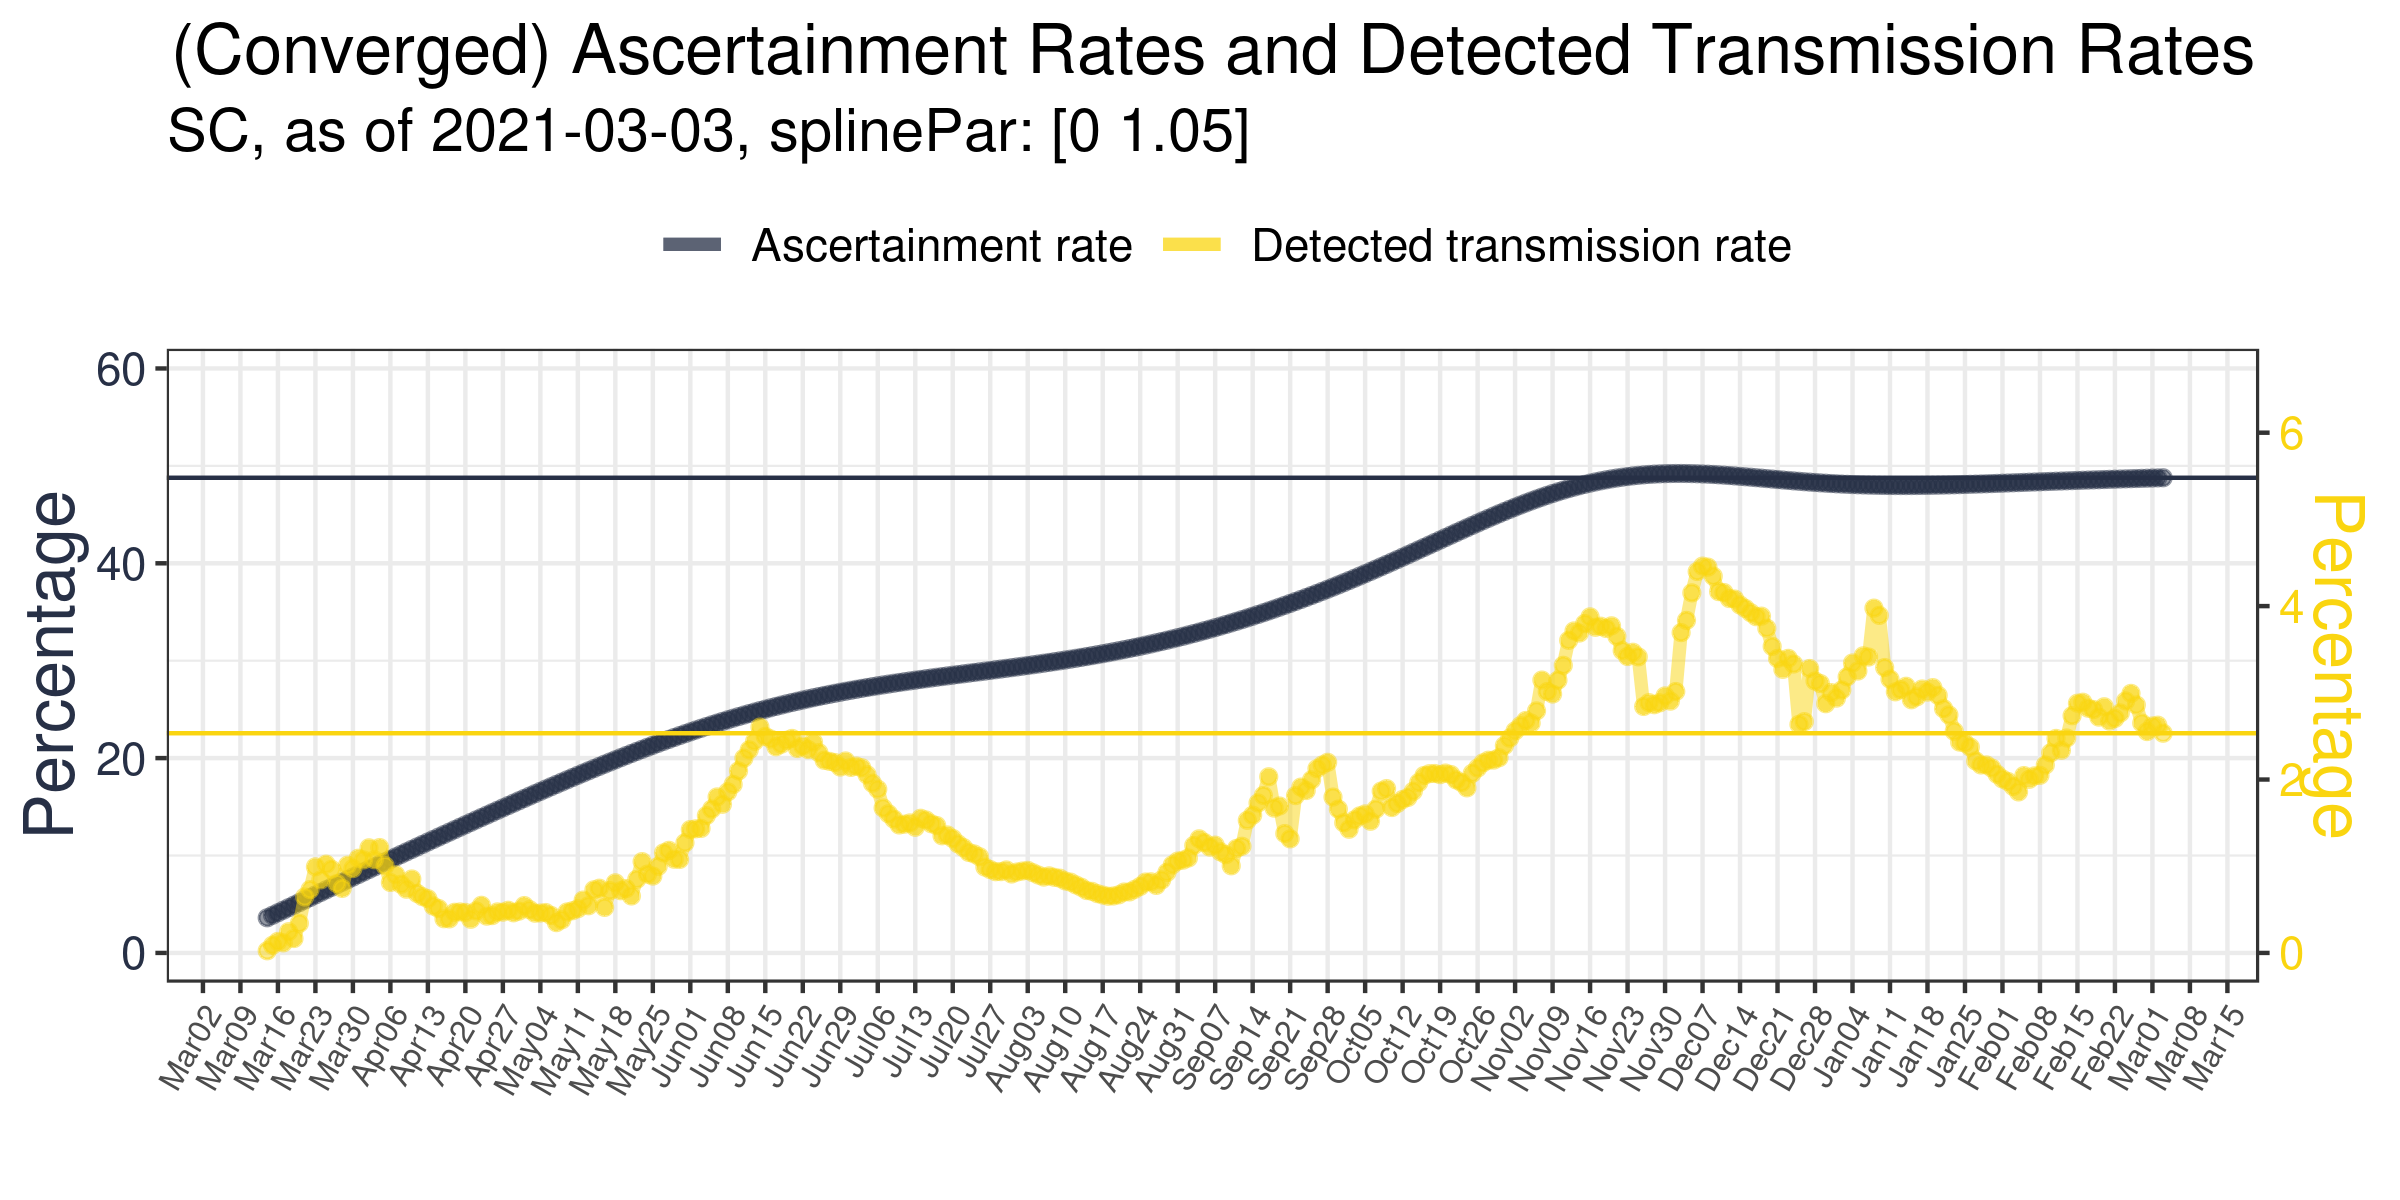 (Converged) Ascertainment Rates and Detected Transmission Rates
SC, as of 2021-03-03, splinePar: [0 1.05]
Ascertainment rate
Detected transmission rate
Percentage
60
40
20
0
Percentage
6
4
2
0
Mar02
Mar09
Mar16
Mar23
Mar30
Apr06
Apr13
Apr20
Apr27
May04
May11
May18
May25
Jun01
Jun08
Jun15
Jun22
Jun29
Jul06
Jul13
Jul20
Jul27
Aug03
Aug10
Aug17
Aug24
Aug31
Sep07
Sep14
Sep21
Sep28
Oct05
Oct12
Oct19
Oct26
Nov02
Nov09
Nov16
Nov23
Nov30
Dec07
Dec14
Dec21
Dec28
Jan04
Jan11
Jan18
Jan25
Feb01
Feb08
Feb15
Feb22
Mar01
Mar08
Mar15